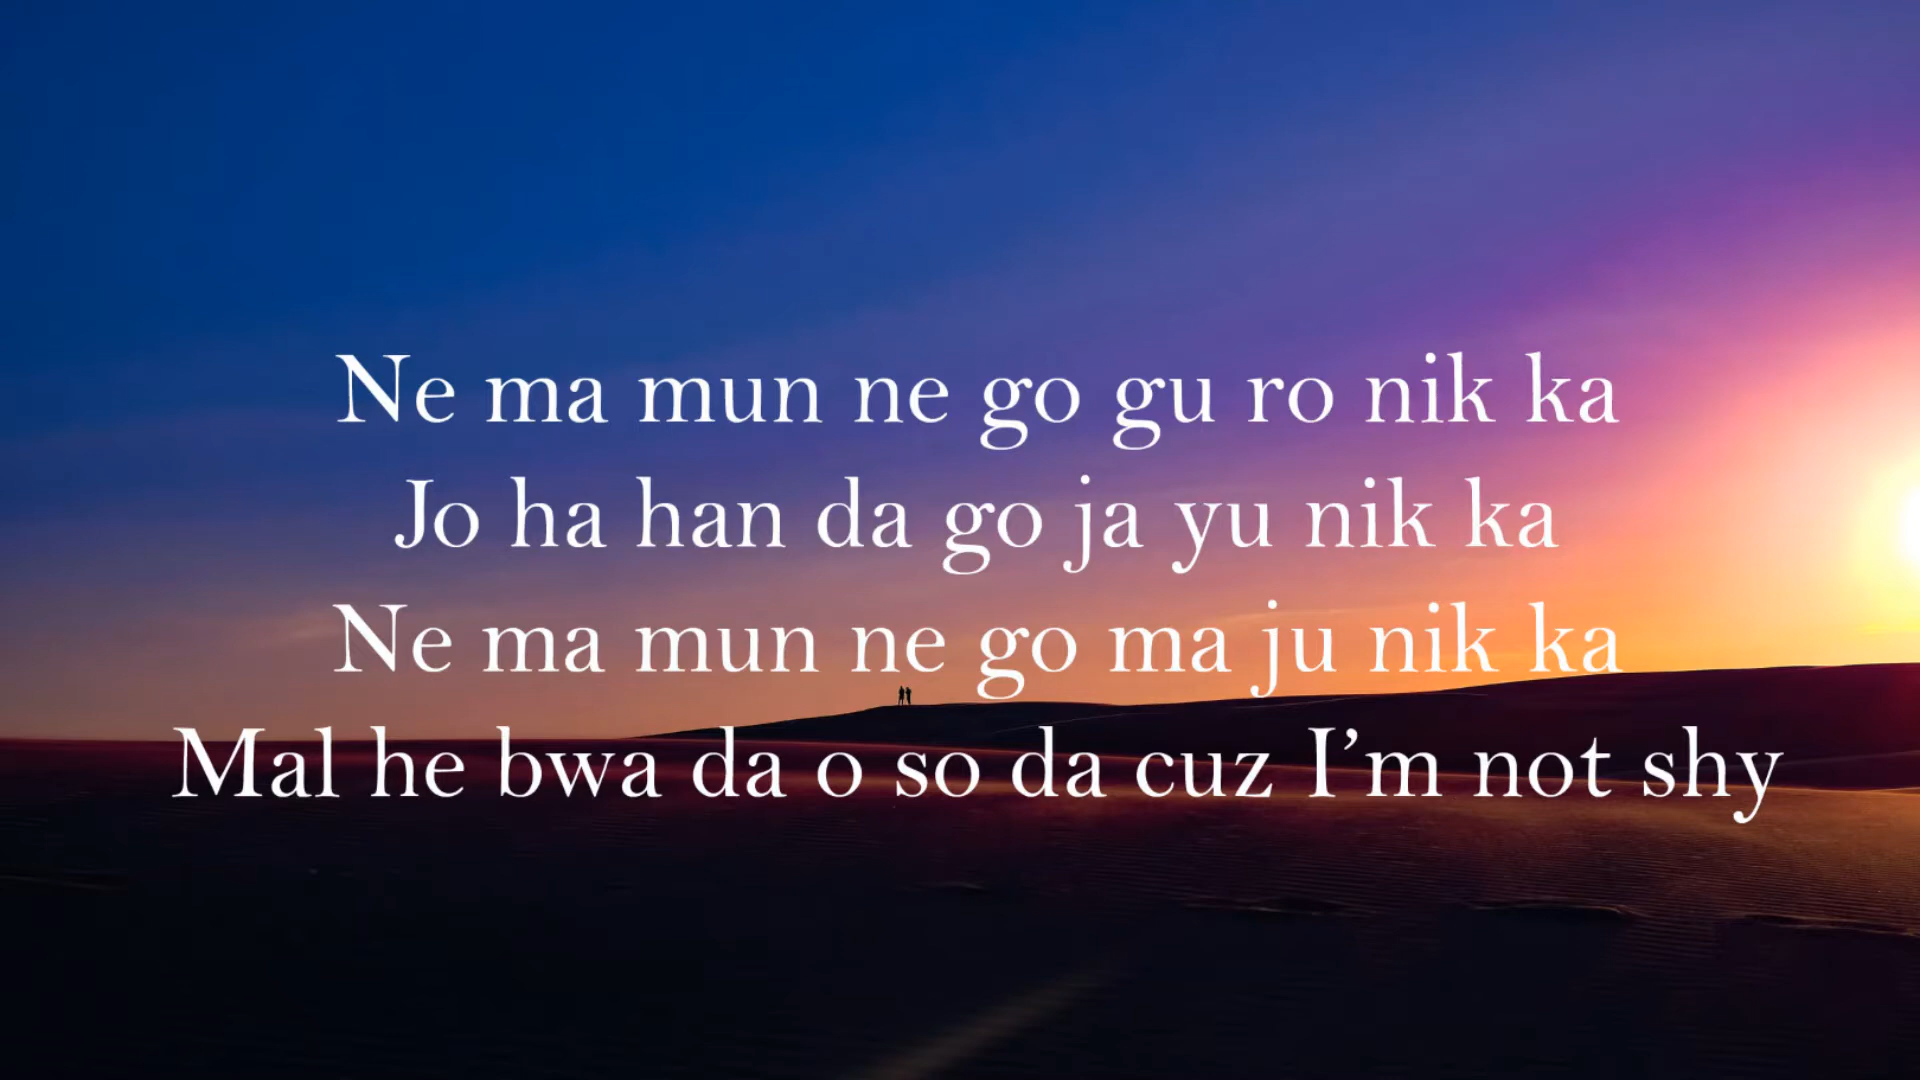 Ne ma mun ne go gu ro nik ka
Jo ha han da go ja yu nik ka
Ne ma mun ne go ma ju nik ka
Mal he bwa da o so da cuz I’m not shy